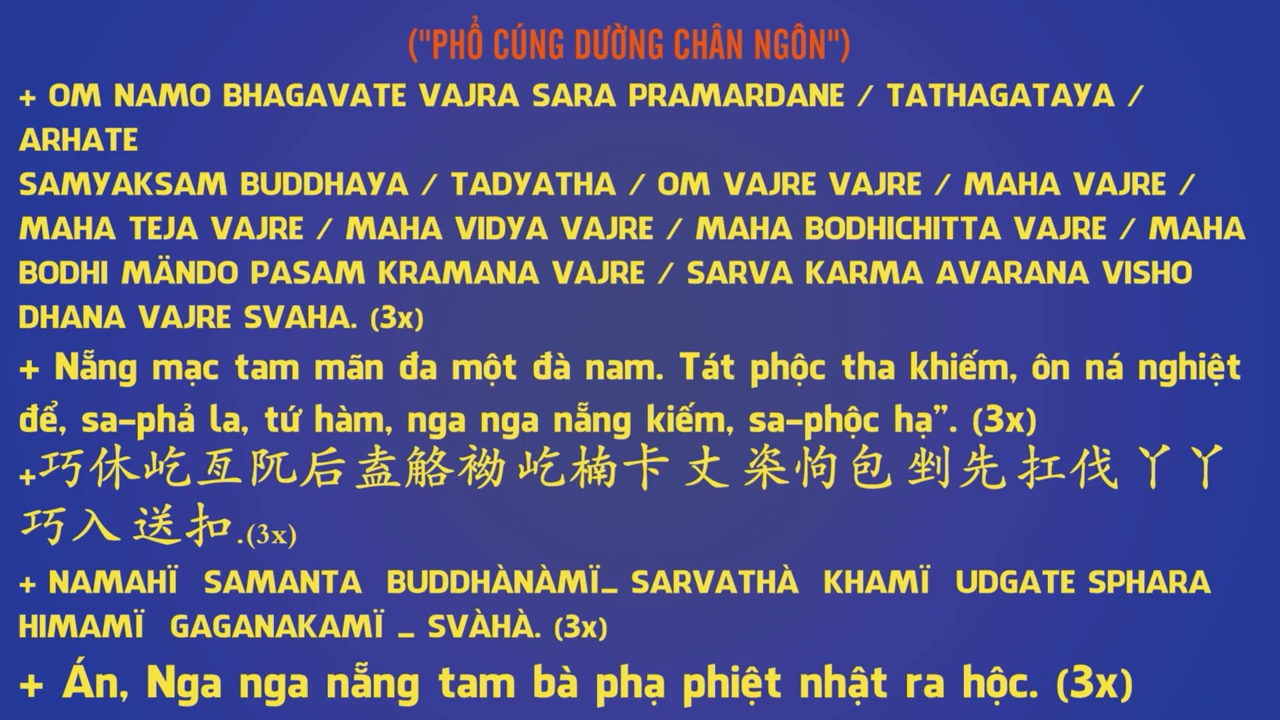 ("PHỔ CÚNG DƯỜNG CHÂN NGÔN")
+ OM NAMO BHAGAVATE VAJRA SARA PRAMARDANE / TATHAGATAYA /
ARHATE
SAMYAKSAM BUDDHAYA / TADYATHA / OM VAJRE VAJRE / MAHA VAJRE /
MAHA TEJA VAJRE / MAHA VIDYA VAJRE / MAHA BODHICHITTA VAJRE / MAHA
BODHI MÄNDO PASAM KRAMANA VAJRE / SARVA KARMA AVARANA VISHO
DHANA VAJRE SVAHA. (3x)
+ Nẵng mạc tam mãn đa một đà nam. Tát phộc tha khiếm, ôn ná nghiệt
để, sa-phả la, tứ hàm, nga nga nẵng kiếm, sa-phộc hạ”. (3x)
+巧休屹亙阢后盍觡袎屹楠卡丈粢怐包剉先扛伐丫丫
巧入送扣.(3x)
+ NAMAHÏ SAMANTA BUDDHÀNÀMÏ_ SARVATHÀ KHAMÏ UDGATE SPHARA
HIMAMÏ GAGANAKAMÏ _ SVÀHÀ. (3x)
+ Án, Nga nga nẵng tam bà phạ phiệt nhật ra hộc. (3x)